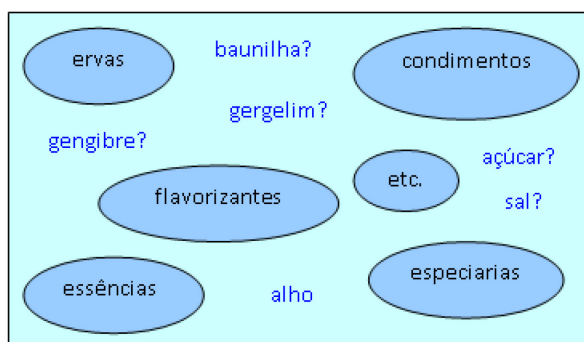 ervas
baunilha?
condimentos
gergelim?
gengibre?
açúcar?
etc.
flavorizantes
sal?
especiarias
essências
alho